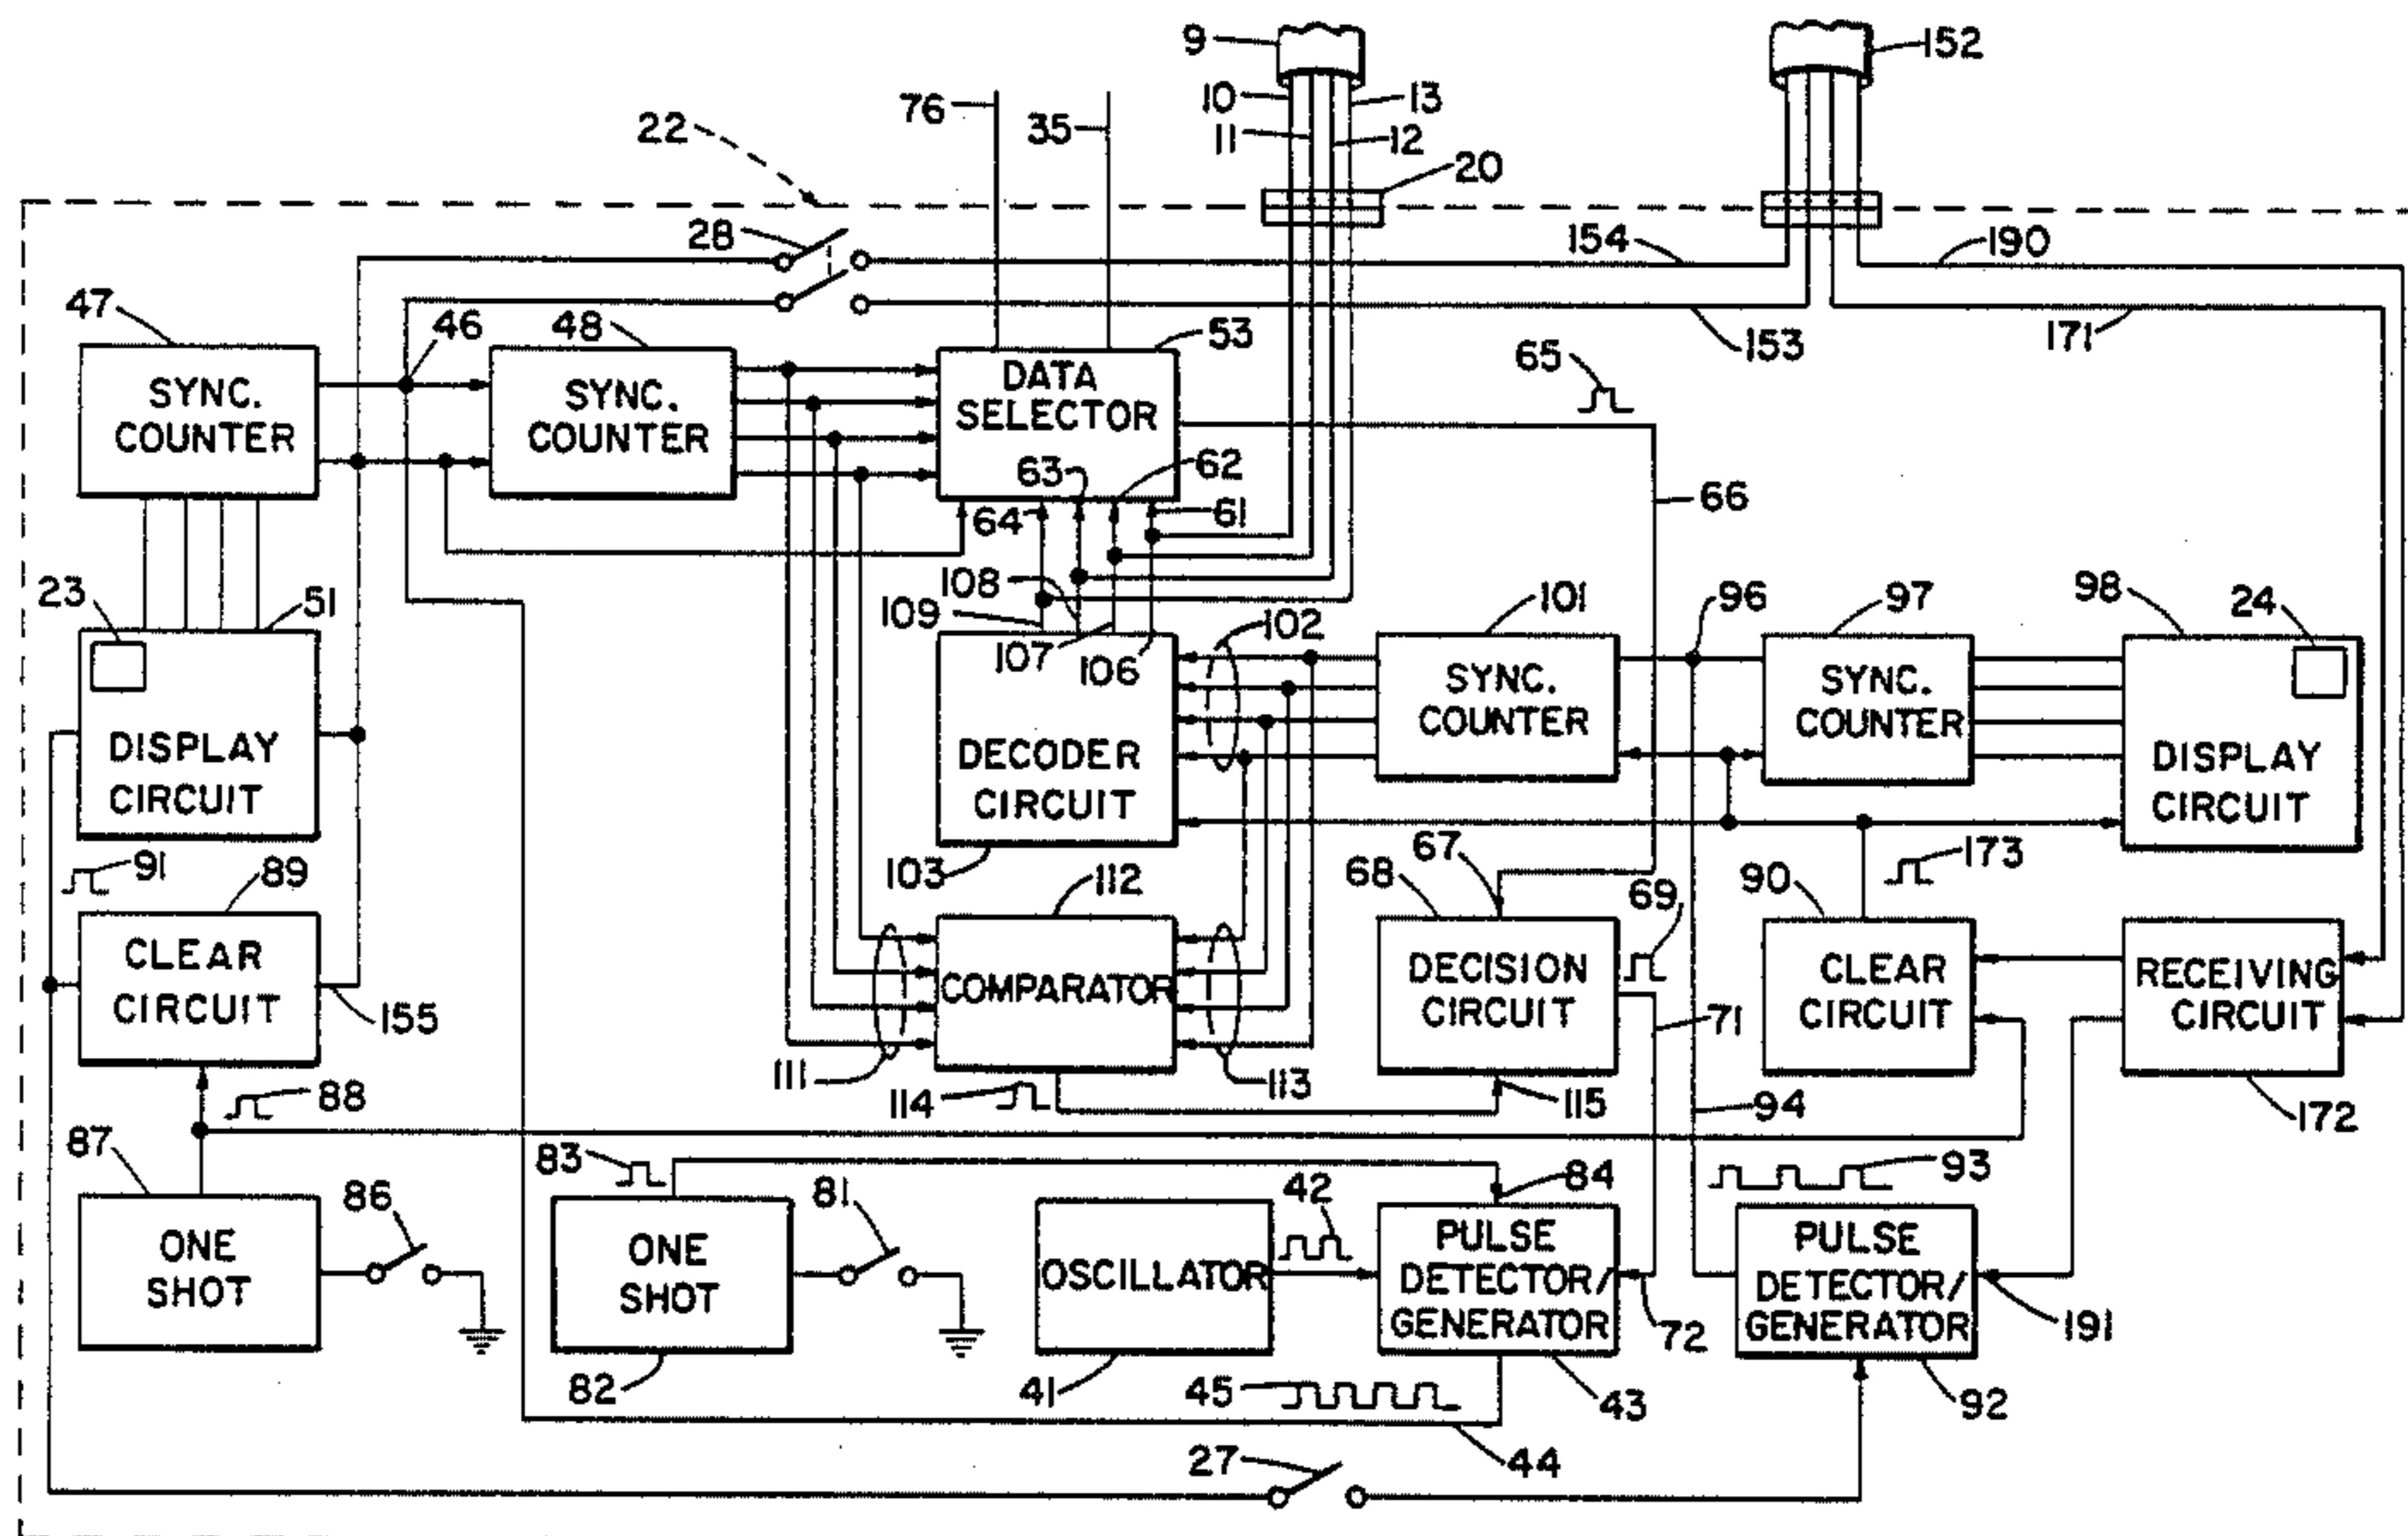 9
152
76
10
13
22
35
11
12
20
28
154
190
47
46
48
53
65
153
171
SYNC.
COUNTER
SYNC.
COUNTER
DATA
SELECTOR
63
62
64
61
66
23
51
108
109
102
101
96
97
98
24
107
106
SYNC.
COUNTER
SYNC.
COUNTER
DISPLAY
CIRCUIT
DECODER
CIRCUIT
DISPLAY
CIRCUIT
91
89
103
112
68
67
69
90
173
CLEAR
CIRCUIT
COMPARATOR
DECISION
CIRCUIT
CLEAR
CIRCUIT
RECEIVING
CIRCUIT
155
71
111
113
88
114
115
94
172
87
83
84
93
86
81
42
ONE
SHOT
ONE
SHOT
OSCILLATOR
PULSE
DETECTOR/
GENERATOR
PULSE
DETECTOR/
GENERATOR
72
191
82
41
45
43
92
27
44